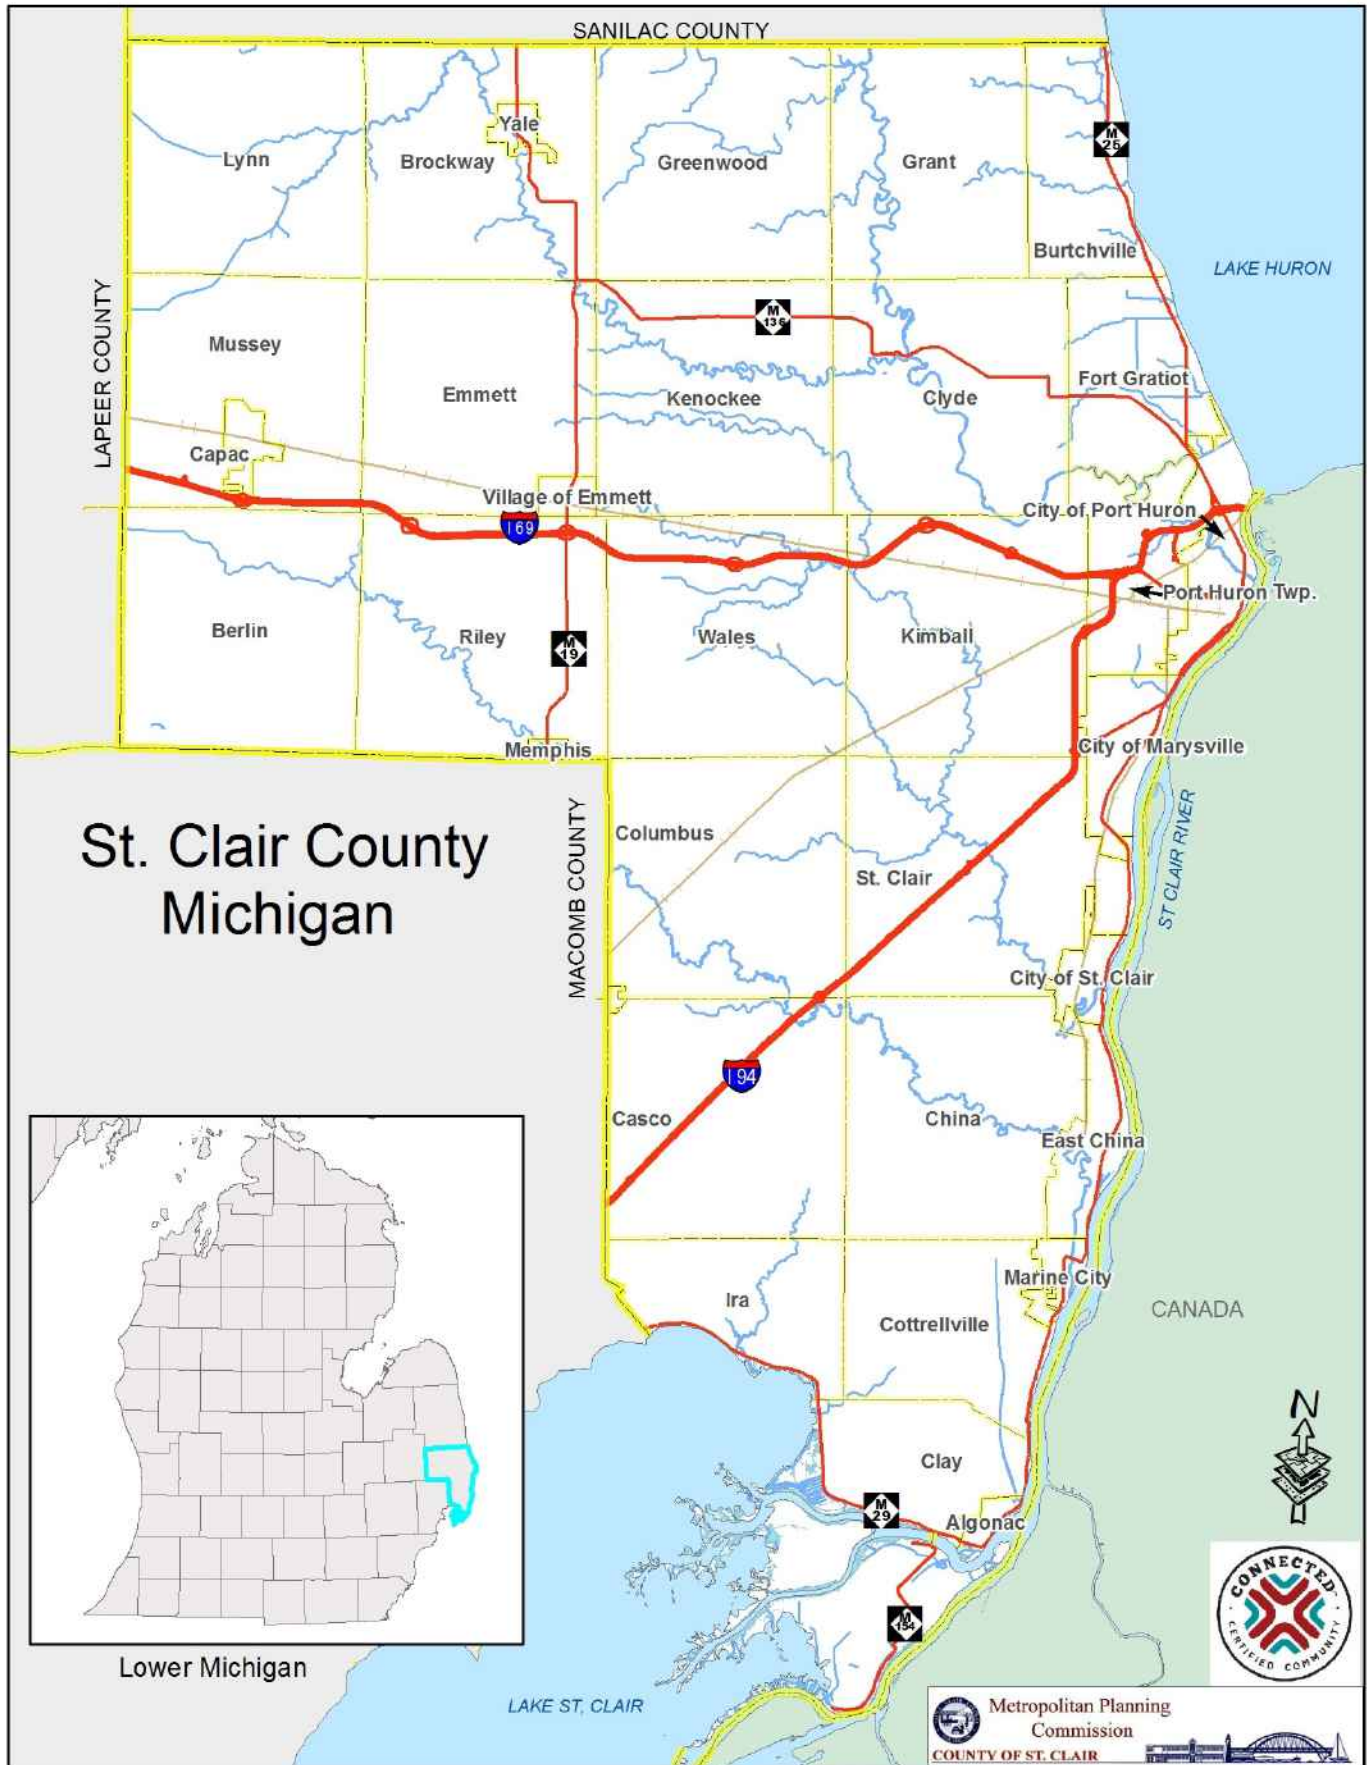 SANILAC COUNTY
Yale
M
25
Lynn
Brockway
Greenwood
Grant
Burtchville
LAKE HURON
LAPEER COUNTY
M
136
Mussey
Fort Gratiot
Emmett
Kenockee
Clyde
Capac
Village of Emmett
City of Port Huron
I 69
Port Huron Twp.
Berlin
Riley
M
19
Wales
Kimball
Memphis
City of Marysville
St. Clair County
Michigan
MACOMB COUNTY
Columbus
St. Clair
ST CLAIR RIVER
City of St. Clair
I 94
Casco
China
East China
Marine City
Ira
Cottrellville
CANADA
N
Clay
M
29
Algonac
M
154
Lower Michigan
LAKE ST, CLAIR
CONNECTED
CERTIFIED COMMUNITY
Metropolitan Planning
Commission
COUNTY OF ST. CLAIR